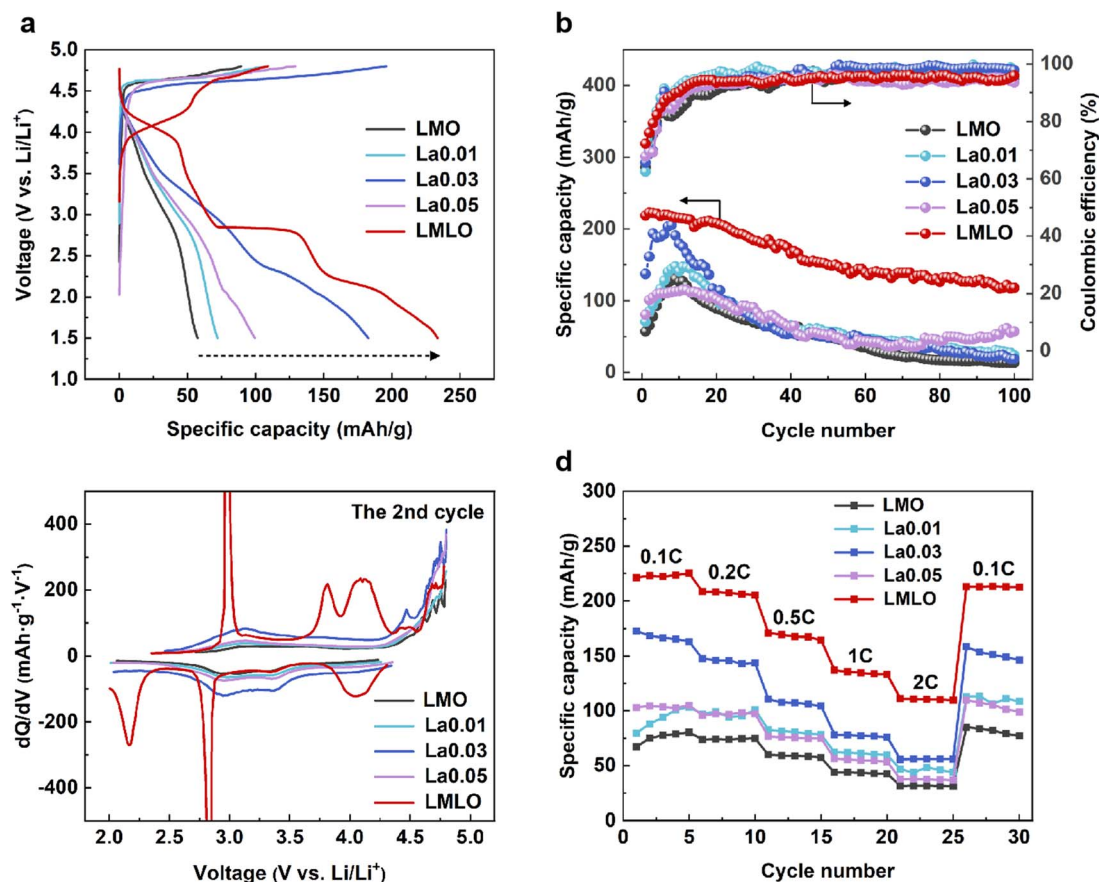 a
5.0
4.5
4.0
3.5
3.0
2.5
2.0
1.5
1.0
Voltage (V vs. Li/Li⁺)
LMO
La0.01
La0.03
La0.05
LMLO
0 50 100 150 200 250
Specific capacity (mAh/g)
b
400
300
200
100
0
Specific capacity (mAh/g)
LMO
La0.01
La0.03
La0.05
LMLO
100
80
60
40
20
0
Coulombic efficiency (%)
0 20 40 60 80 100
Cycle number
The 2nd cycle
400
200
0
-200
-400
dQ/dV (mAh·g⁻¹·V⁻¹)
LMO
La0.01
La0.03
La0.05
LMLO
2.0 2.5 3.0 3.5 4.0 4.5 5.0
Voltage (V vs. Li/Li⁺)
d
300
250
200
150
100
50
0
Specific capacity (mAh/g)
LMO
La0.01
La0.03
La0.05
LMLO
0.1C
0.2C
0.5C
1C
2C
0.1C
0 5 10 15 20 25 30
Cycle number